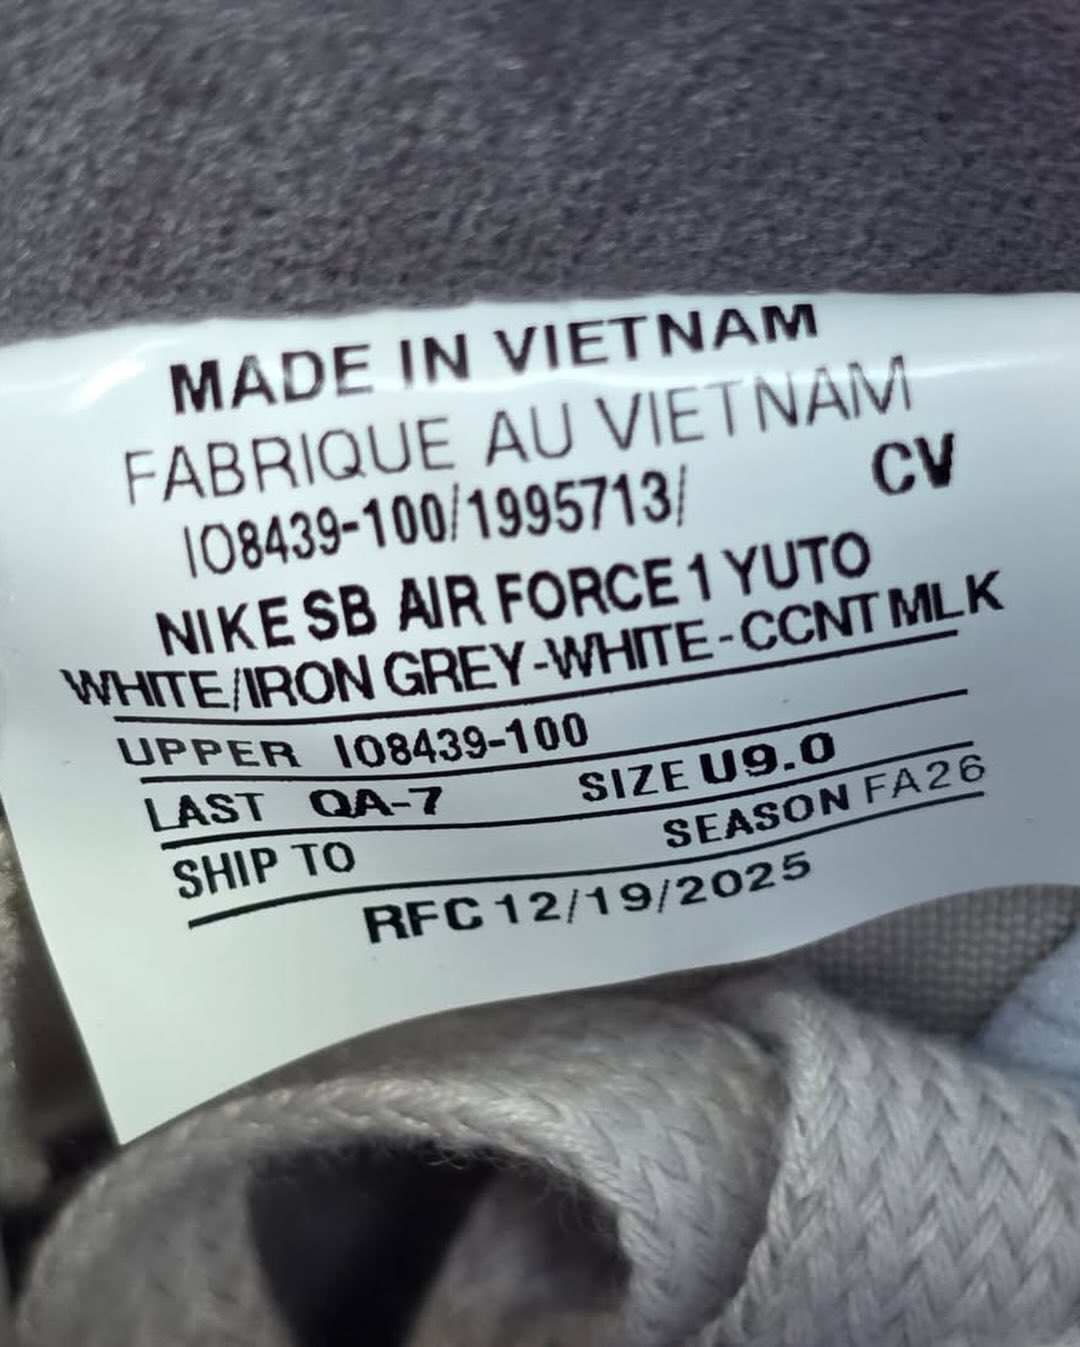 MADE IN VIETNAM
FABRIQUE AU VIETNAM
IO8439-100/1995713/ CV
NIKE SB AIR FORCE 1 YUTO
WHITE/IRON GREY-WHITE-CCNT MLK
UPPER IO8439-100
LAST QA-7 SIZE U9.0
SHIP TO SEASON FA26
RFC 12/19/2025